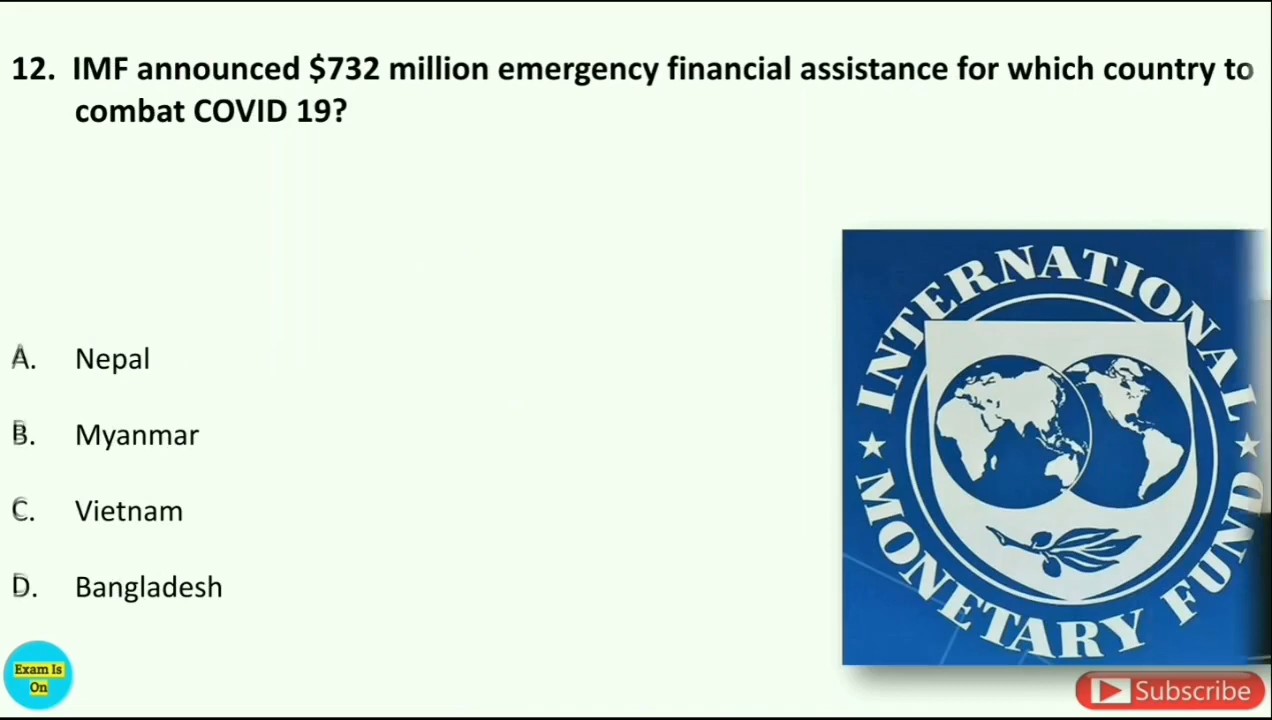 12. IMF announced $732 million emergency financial assistance for which country to
combat COVID 19?
A. Nepal
B. Myanmar
C. Vietnam
D. Bangladesh
INTERNATIONAL
MONETARY FUND
Exam Is
On
Subscribe